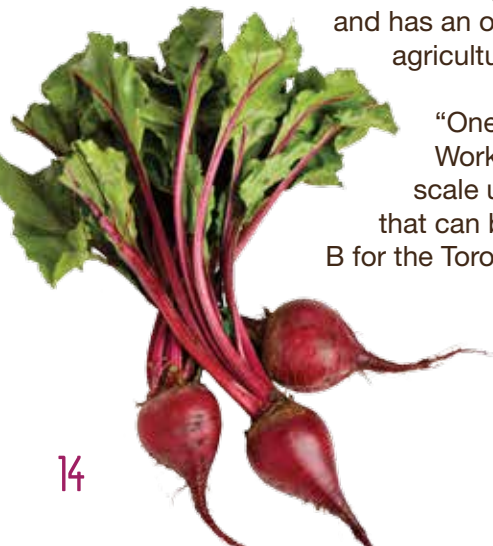 and has an o
agricultu
“One
Work
scale u
that can b
B for the Toro
14